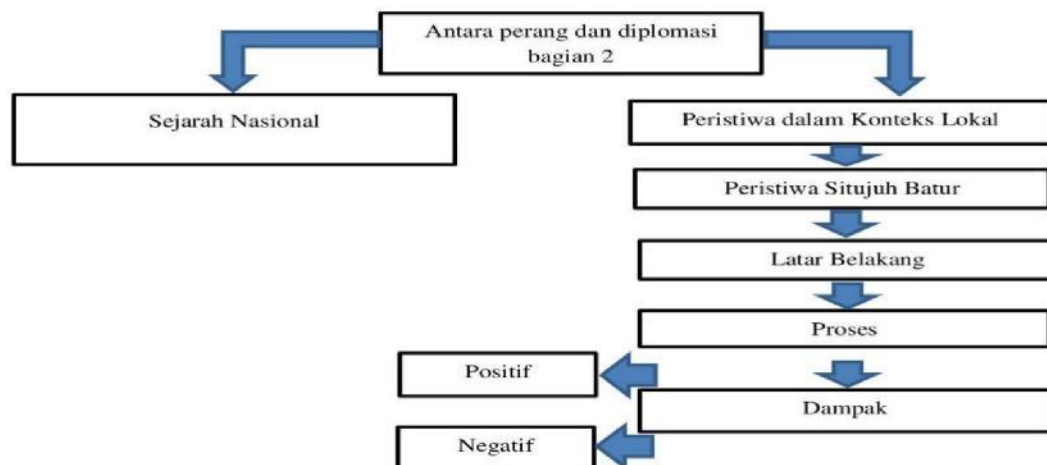 Antara perang dan diplomasi
bagian 2
Sejarah Nasional
Peristiwa dalam Konteks Lokal
Peristiwa Situjuh Batur
Latar Belakang
Proses
Positif
Dampak
Negatif